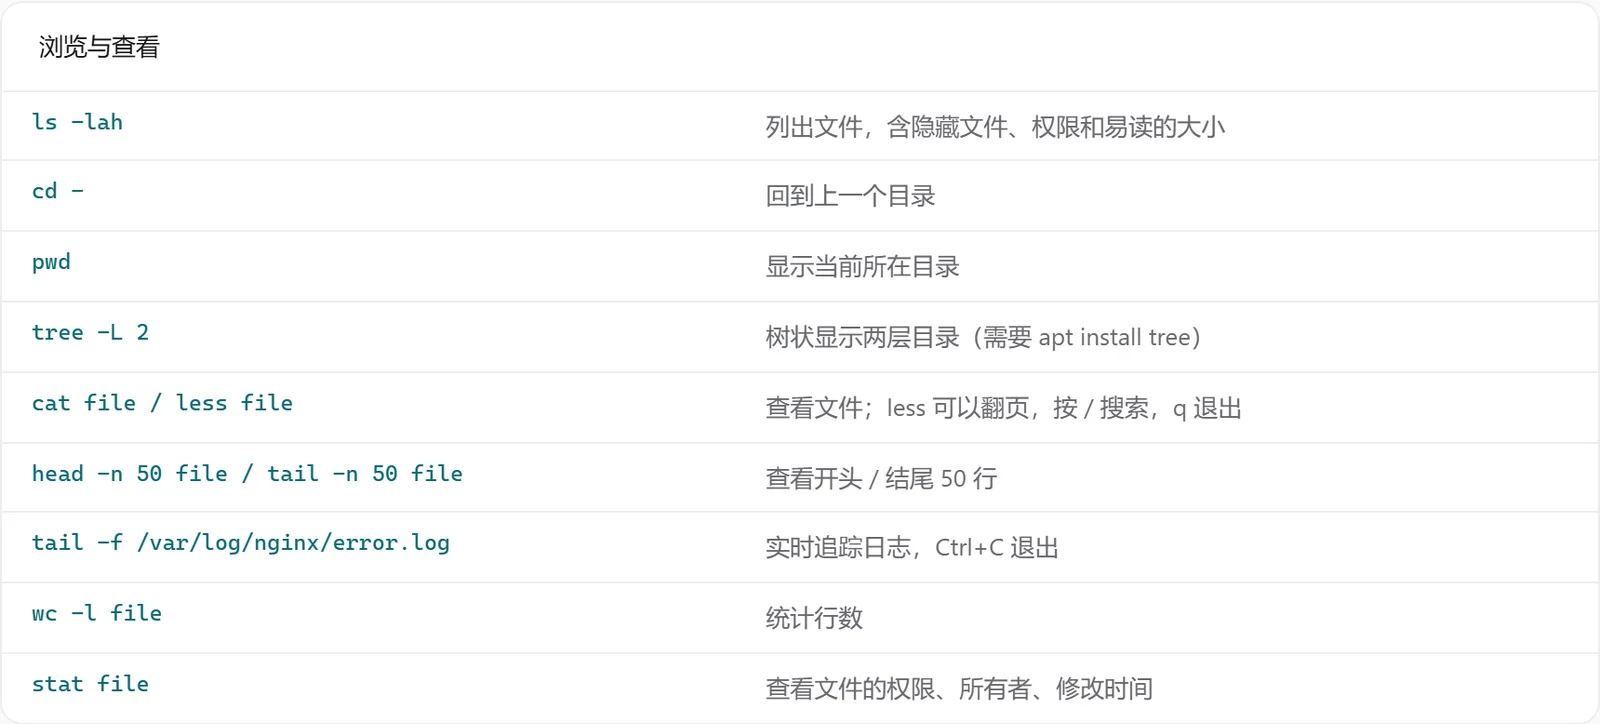 浏览与查看
ls -lah 列出文件，含隐藏文件、权限和易读的大小
cd - 回到上一个目录
pwd 显示当前所在目录
tree -L 2 树状显示两层目录（需要 apt install tree）
cat file / less file 查看文件；less 可以翻页，按 / 搜索，q 退出
head -n 50 file / tail -n 50 file 查看开头 / 结尾 50 行
tail -f /var/log/nginx/error.log 实时追踪日志，Ctrl+C 退出
wc -l file 统计行数
stat file 查看文件的权限、所有者、修改时间